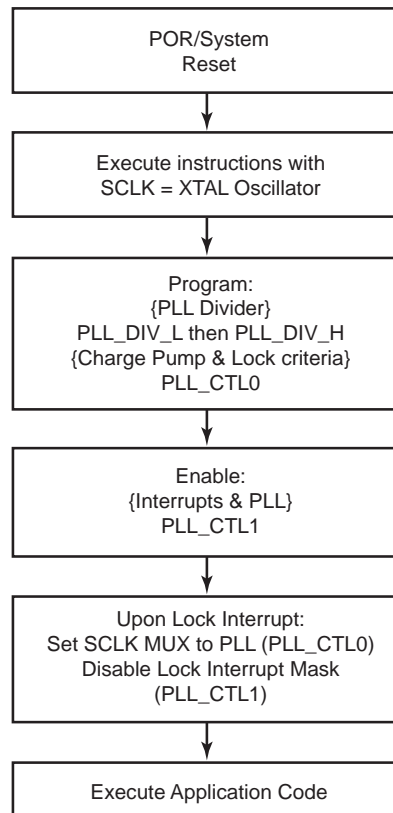 POR/System
Reset
Execute instructions with
SCLK = XTAL Oscillator
Program:
{PLL Divider}
PLL_DIV_L then PLL_DIV_H
{Charge Pump & Lock criteria}
PLL_CTL0
Enable:
{Interrupts & PLL}
PLL_CTL1
Upon Lock Interrupt:
Set SCLK MUX to PLL (PLL_CTL0)
Disable Lock Interrupt Mask
(PLL_CTL1)
Execute Application Code